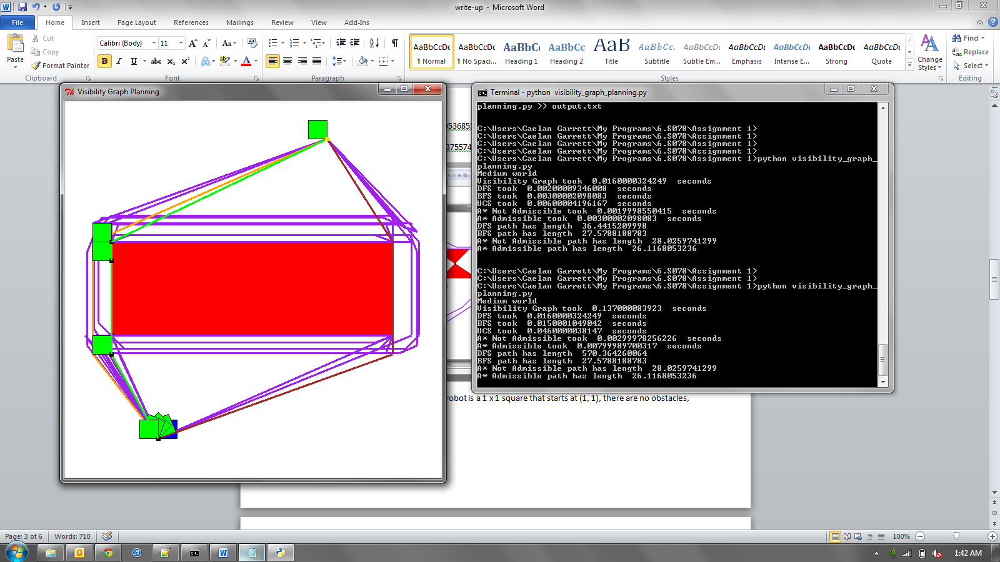 write-up - Microsoft Word
File Home Insert Page Layout References Mailings Review View Add-Ins
Paste
Cut
Copy
Format Painter
Clipboard
Calibri (Body) 11
Font
Paragraph
AaBbCcDc AaBbCcDc AaBbCc AaBbCc AaB AaBbCc. AaBbCcDc AaBbCcDc AaBbCcDc AaBbCcDc AaBbCcDc
¶ Normal ¶ No Spaci... Heading 1 Heading 2 Title Subtitle Subtle Em... Emphasis Intense E... Strong Quote
Change Styles
Styles
Find
Replace
Select
Editing
Visibility Graph Planning
0536855
375574
Terminal - python visibility_graph_planning.py
planning.py >> output.txt
C:\Users\Caelan Garrett\My Programs\6.S078\Assignment 1>
C:\Users\Caelan Garrett\My Programs\6.S078\Assignment 1>
C:\Users\Caelan Garrett\My Programs\6.S078\Assignment 1>
C:\Users\Caelan Garrett\My Programs\6.S078\Assignment 1>
C:\Users\Caelan Garrett\My Programs\6.S078\Assignment 1>python visibility_graph_
planning.py
Medium world
Visibility Graph took 0.0160000324249 seconds
DFS took 0.00200009346008 seconds
BFS took 0.00300002098083 seconds
UCS took 0.00600004196167 seconds
A* Not Admissible took 0.0019998550415 seconds
A* Admissible took 0.00300002098083 seconds
DFS path has length 36.4415209998
BFS path has length 27.5788188783
A* Not Admissible path has length 28.0259741299
A* Admissible path has length 26.1168053236
C:\Users\Caelan Garrett\My Programs\6.S078\Assignment 1>
C:\Users\Caelan Garrett\My Programs\6.S078\Assignment 1>
C:\Users\Caelan Garrett\My Programs\6.S078\Assignment 1>python visibility_graph_
planning.py
Medium world
Visibility Graph took 0.137000083923 seconds
DFS took 0.0160000324249 seconds
BFS took 0.0150001049042 seconds
UCS took 0.0460000038147 seconds
A* Not Admissible took 0.00299978256226 seconds
A* Admissible took 0.00799989700317 seconds
DFS path has length 570.364260064
BFS path has length 27.5788188783
A* Not Admissible path has length 28.0259741299
A* Admissible path has length 26.1168053236
robot is a 1 x 1 square that starts at (1, 1), there are no obstacles,
Page: 3 of 6 Words: 710 100%
1:42 AM